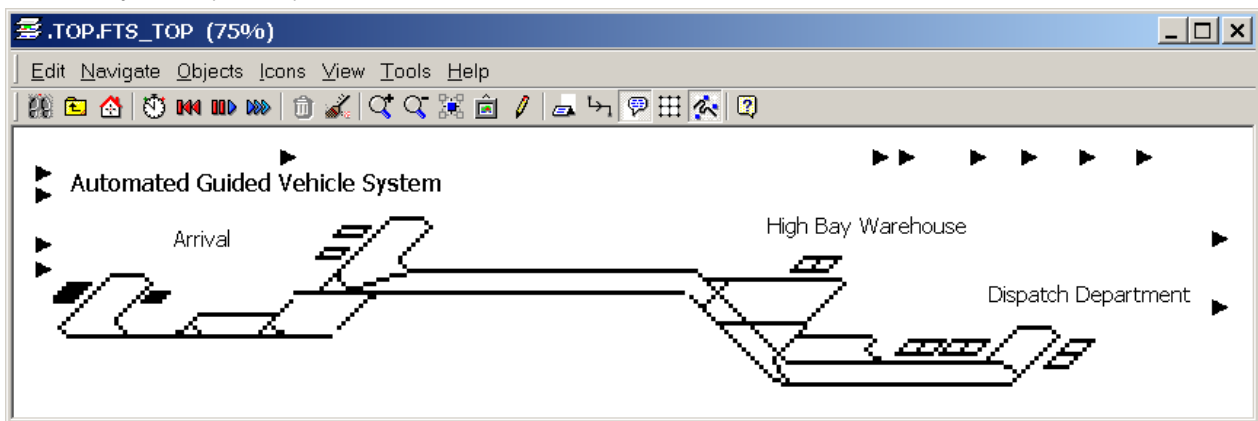 .TOP.FTS_TOP (75%)
Edit Navigate Objects Icons View Tools Help
Automated Guided Vehicle System
Arrival
High Bay Warehouse
Dispatch Department